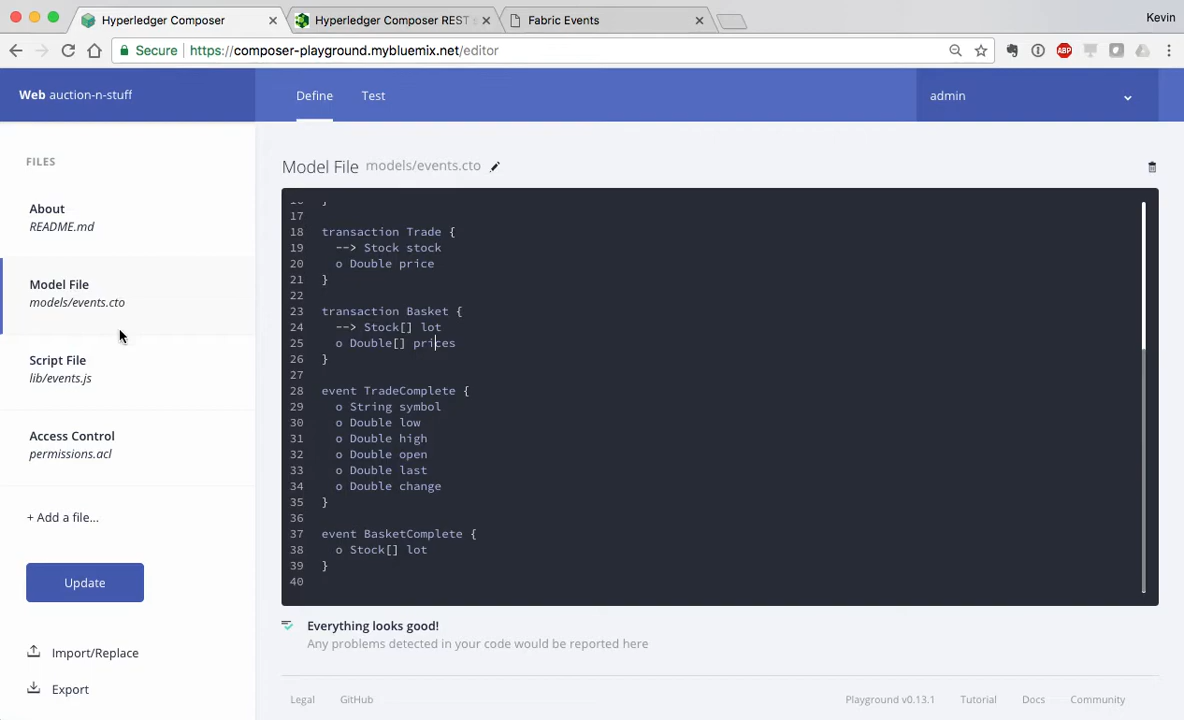 Hyperledger Composer
Hyperledger Composer REST s
Fabric Events
Kevin
Secure
https://composer-playground.mybluemix.net/editor
ABP
Web auction-n-stuff
Define
Test
admin
FILES
About
README.md
Model File
models/events.cto
Script File
lib/events.js
Access Control
permissions.acl
+ Add a file...
Update
Import/Replace
Export
Model File models/events.cto
16 }
17
18 transaction Trade {
19 --> Stock stock
20 o Double price
21 }
22
23 transaction Basket {
24 --> Stock[] lot
25 o Double[] prices
26 }
27
28 event TradeComplete {
29 o String symbol
30 o Double low
31 o Double high
32 o Double open
33 o Double last
34 o Double change
35 }
36
37 event BasketComplete {
38 o Stock[] lot
39 }
40
Everything looks good!
Any problems detected in your code would be reported here
Legal GitHub Playground v0.13.1 Tutorial Docs Community